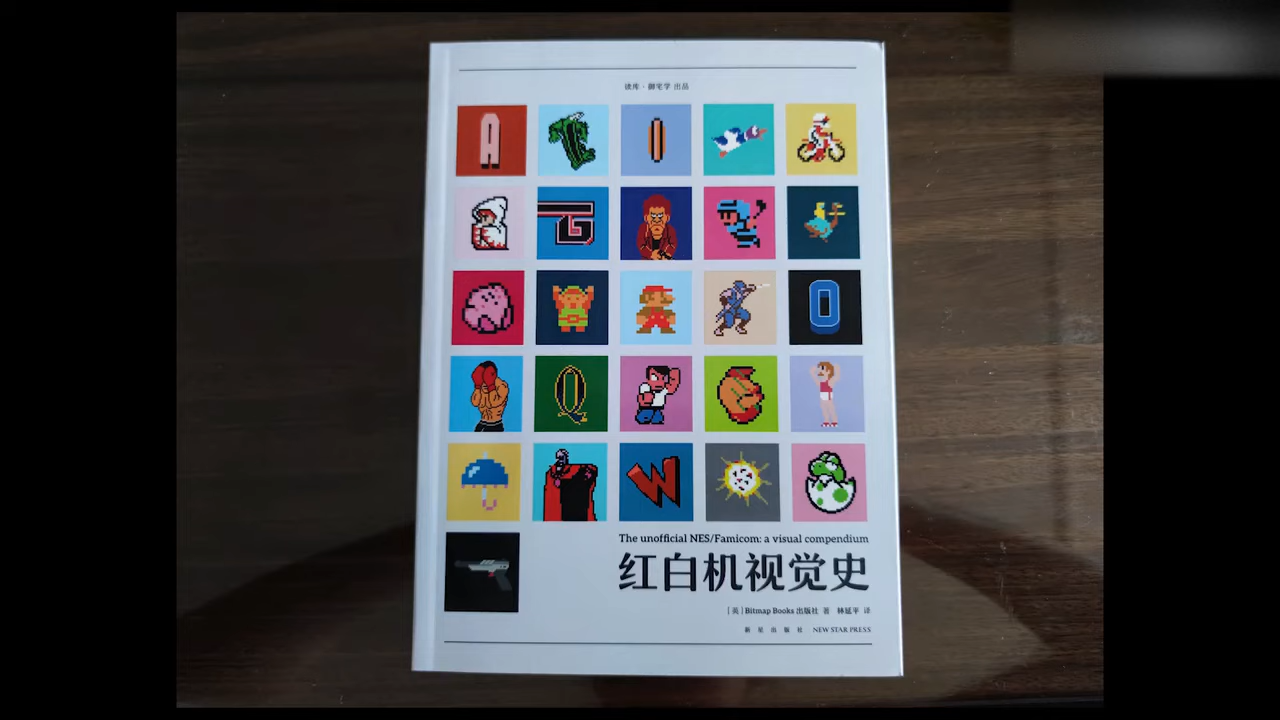 读库·御宅学 出品
A
G
O
Q
W
The unofficial NES/Famicom: a visual compendium
红白机视觉史
[英] Bitmap Books 出版社 著 林延平 译
新星出版社 NEW STAR PRESS